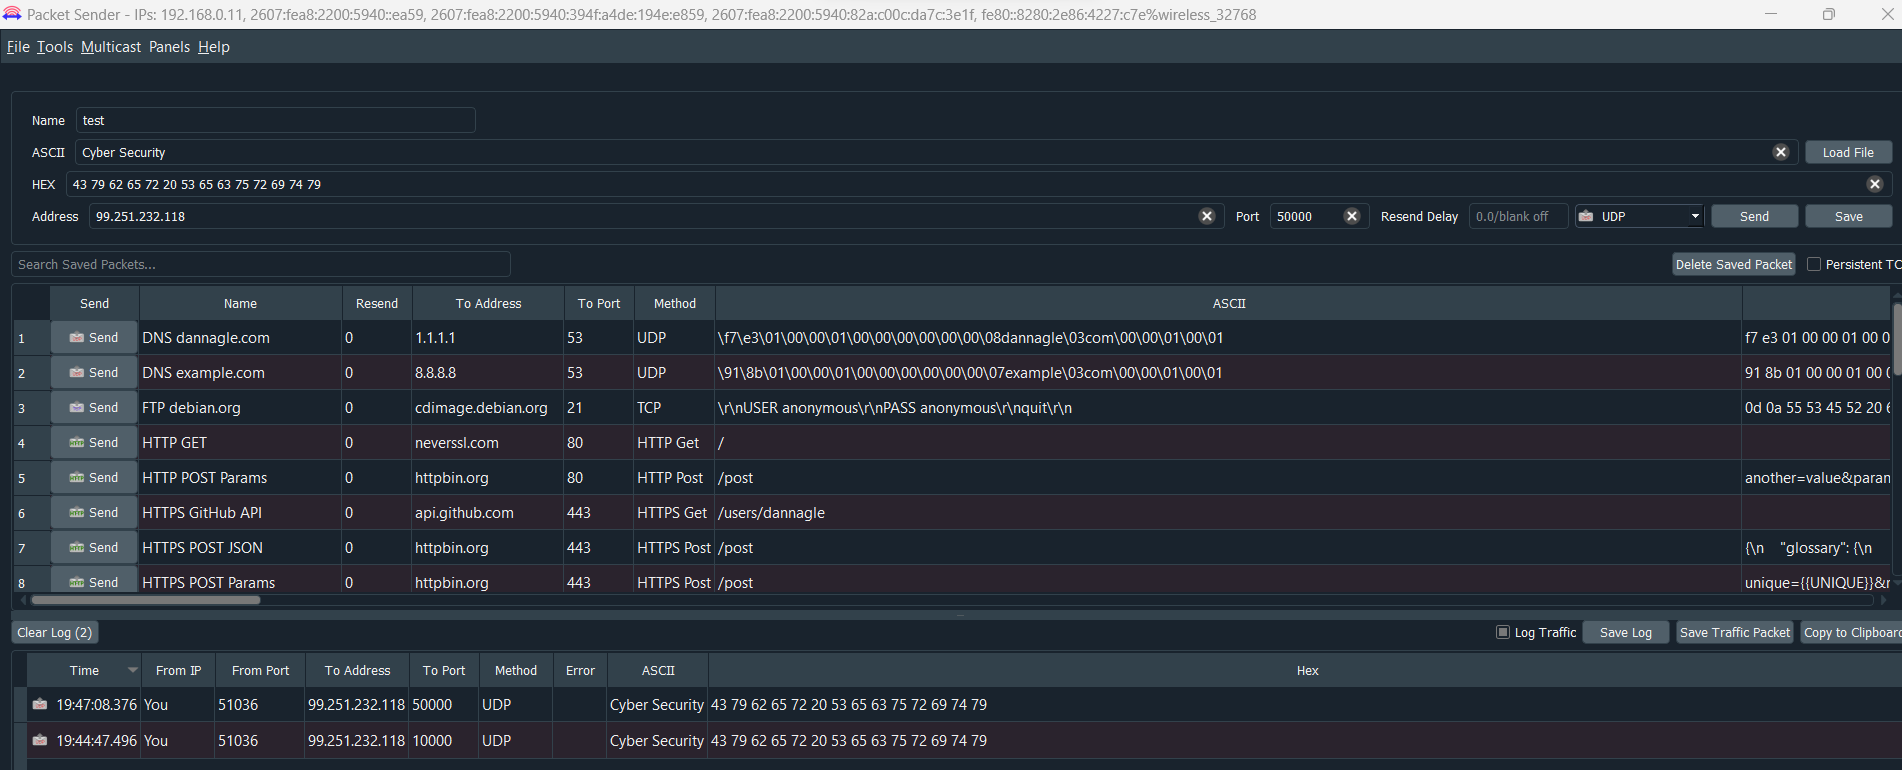 Packet Sender - IPs: 192.168.0.11, 2607:fea8:2200:5940::ea59, 2607:fea8:2200:5940:394f:a4de:194e:e859, 2607:fea8:2200:5940:82a:c00c:da7c:3e1f, fe80::8280:2e86:4227:c7e%wireless_32768
File Tools Multicast Panels Help
Name test
ASCII Cyber Security Load File
HEX 43 79 62 65 72 20 53 65 63 75 72 69 74 79
Address 99.251.232.118 Port 50000 Resend Delay 0.0/blank off UDP Send Save
Search Saved Packets... Delete Saved Packet Persistent TC
Send Name Resend To Address To Port Method ASCII
1 Send DNS dannagle.com 0 1.1.1.1 53 UDP \f7\e3\01\00\00\01\00\00\00\00\00\00\08dannagle\03com\00\00\01\00\01 f7 e3 01 00 00 01 00 0
2 Send DNS example.com 0 8.8.8.8 53 UDP \91\8b\01\00\00\01\00\00\00\00\00\00\07example\03com\00\00\01\00\01 91 8b 01 00 00 01 00
3 Send FTP debian.org 0 cdimage.debian.org 21 TCP \r\nUSER anonymous\r\nPASS anonymous\r\nquit\r\n 0d 0a 55 53 45 52 20
4 Send HTTP GET 0 neverssl.com 80 HTTP Get /
5 Send HTTP POST Params 0 httpbin.org 80 HTTP Post /post another=value&param
6 Send HTTPS GitHub API 0 api.github.com 443 HTTPS Get /users/dannagle
7 Send HTTPS POST JSON 0 httpbin.org 443 HTTPS Post /post {\n "glossary": {\n
8 Send HTTPS POST Params 0 httpbin.org 443 HTTPS Post /post unique={{UNIQUE}}&r
Clear Log (2) Log Traffic Save Log Save Traffic Packet Copy to Clipboar
Time From IP From Port To Address To Port Method Error ASCII Hex
19:47:08.376 You 51036 99.251.232.118 50000 UDP Cyber Security 43 79 62 65 72 20 53 65 63 75 72 69 74 79
19:44:47.496 You 51036 99.251.232.118 10000 UDP Cyber Security 43 79 62 65 72 20 53 65 63 75 72 69 74 79